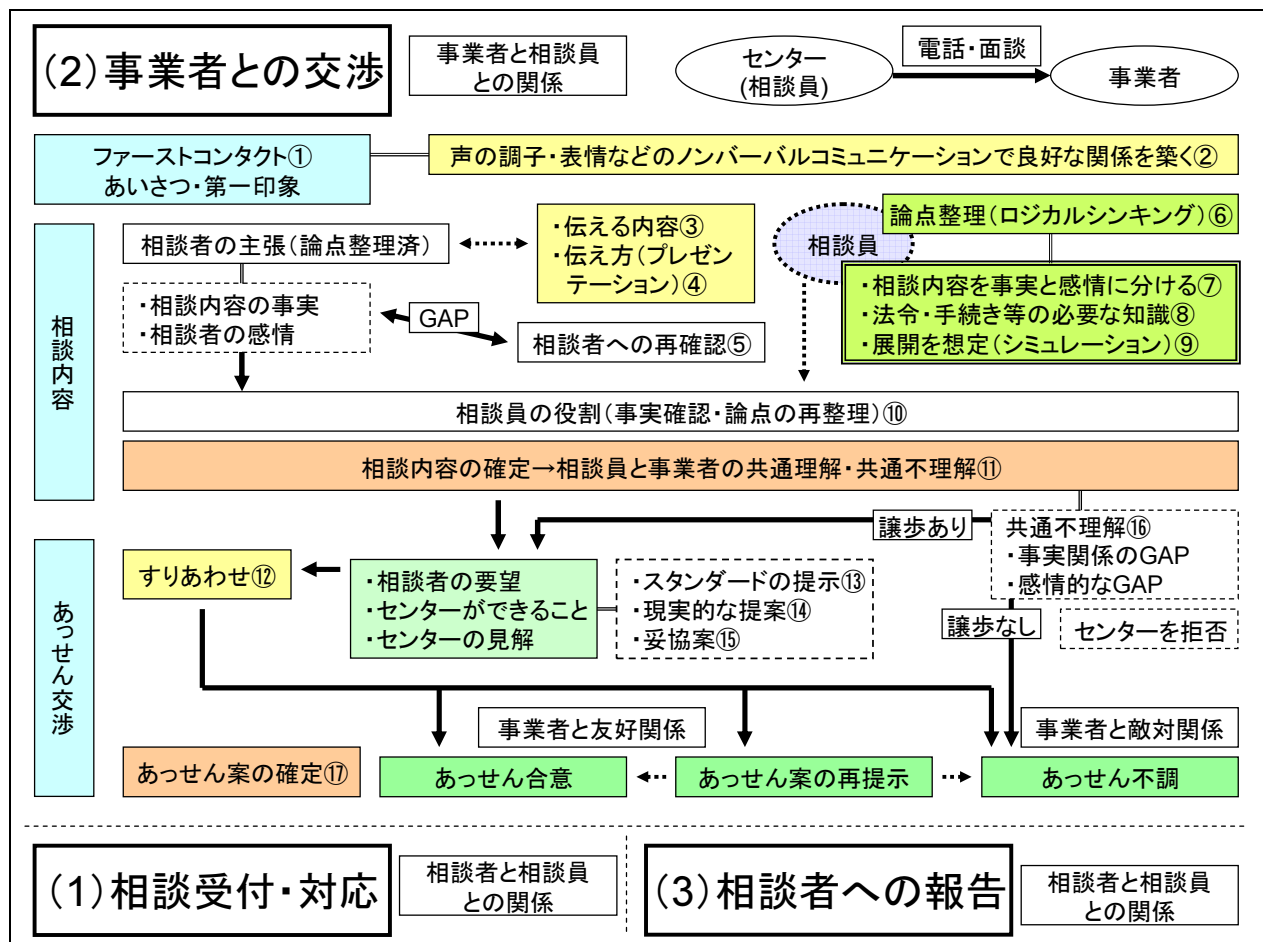 (2)事業者との交渉
事業者と相談員
との関係
センター
(相談員)
電話・面談
事業者
ファーストコンタクト①
あいさつ・第一印象
声の調子・表情などのノンバーバルコミュニケーションで良好な関係を築く②
相談内容
相談者の主張(論点整理済)
・相談内容の事実
・相談者の感情
GAP
・伝える内容③
・伝え方(プレゼン
テーション)④
相談者への再確認⑤
相談員
論点整理(ロジカルシンキング)⑥
・相談内容を事実と感情に分ける⑦
・法令・手続き等の必要な知識⑧
・展開を想定(シミュレーション)⑨
相談員の役割(事実確認・論点の再整理)⑩
相談内容の確定→相談員と事業者の共通理解・共通不理解⑪
あっせん交渉
すりあわせ⑫
・相談者の要望
・センターができること
・センターの見解
・スタンダードの提示⑬
・現実的な提案⑭
・妥協案⑮
譲歩あり
共通不理解⑯
・事実関係のGAP
・感情的なGAP
譲歩なし
センターを拒否
事業者と友好関係
事業者と敵対関係
あっせん案の確定⑰
あっせん合意
あっせん案の再提示
あっせん不調
(1)相談受付・対応
相談者と相談員
との関係
(3)相談者への報告
相談者と相談員
との関係